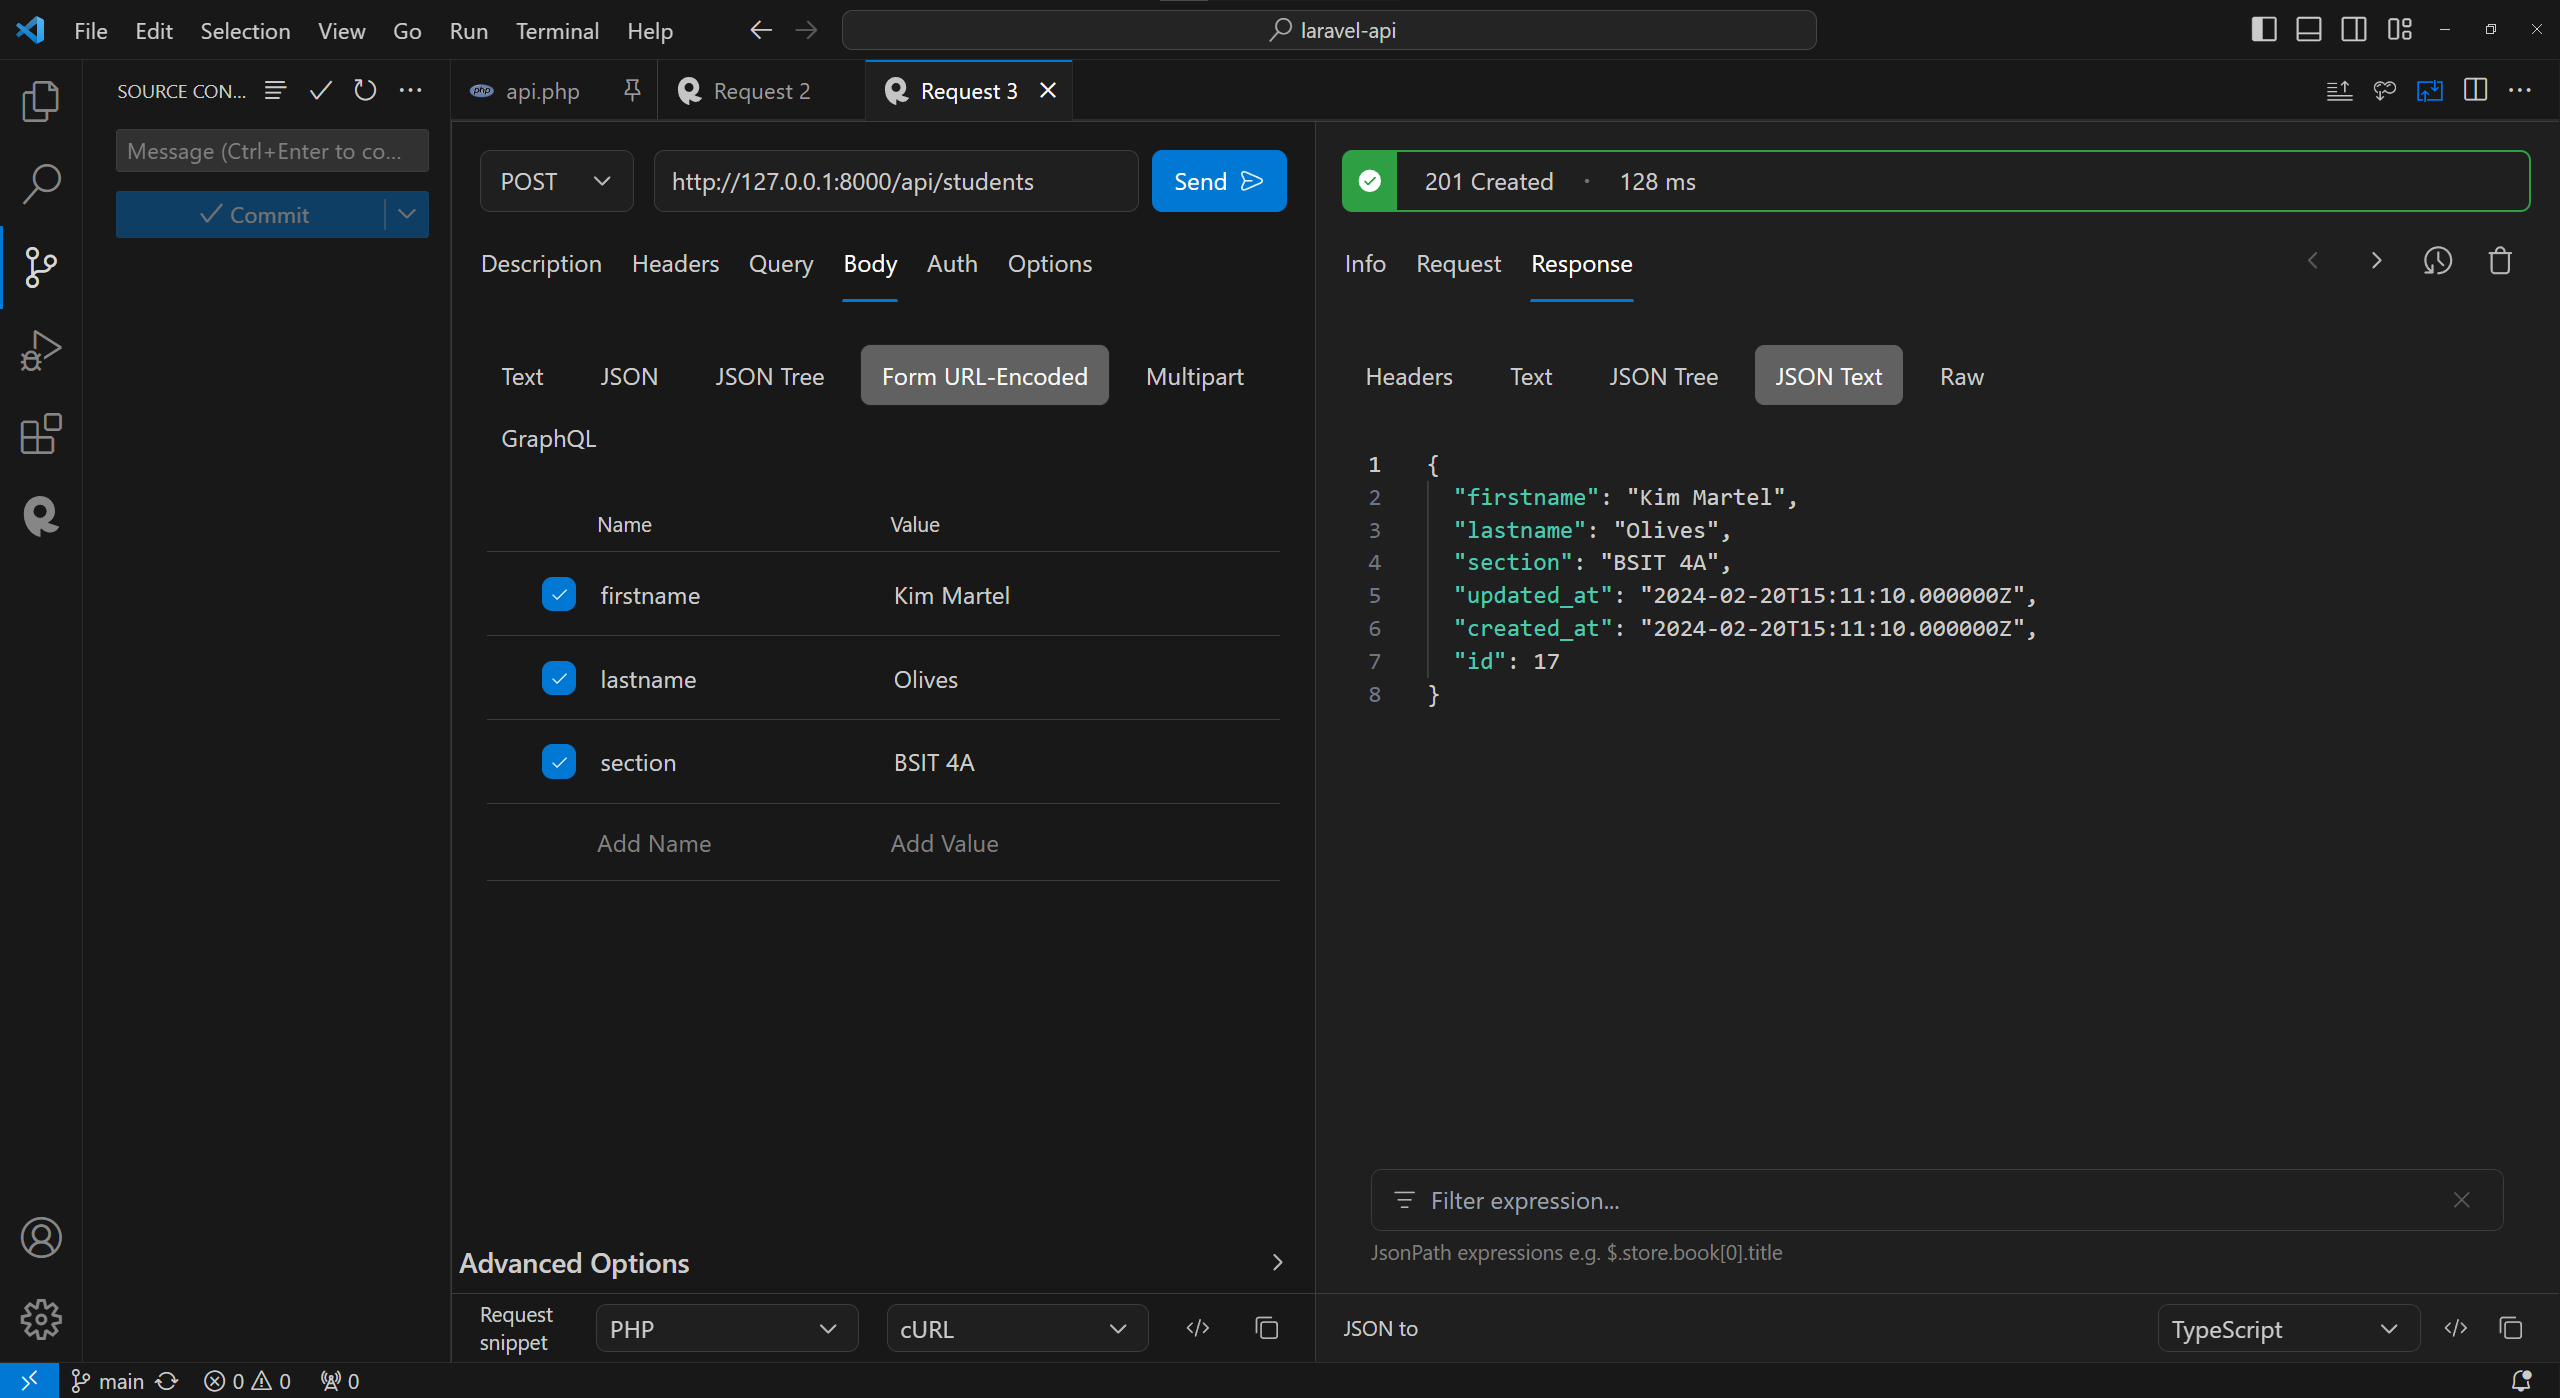 File Edit Selection View Go Run Terminal Help
laravel-api
SOURCE CON...
php api.php
Request 2
Request 3
Message (Ctrl+Enter to co...
Commit
POST
http://127.0.0.1:8000/api/students
Send
201 Created · 128 ms
Description Headers Query Body Auth Options
Info Request Response
Text JSON JSON Tree Form URL-Encoded Multipart
GraphQL
Headers Text JSON Tree JSON Text Raw
Name Value
firstname Kim Martel
lastname Olives
section BSIT 4A
Add Name Add Value
1 {
2 "firstname": "Kim Martel",
3 "lastname": "Olives",
4 "section": "BSIT 4A",
5 "updated_at": "2024-02-20T15:11:10.000000Z",
6 "created_at": "2024-02-20T15:11:10.000000Z",
7 "id": 17
8 }
Filter expression...
JsonPath expressions e.g. $.store.book[0].title
Advanced Options
Request
snippet
PHP
cURL
JSON to
TypeScript
main 0 0 0